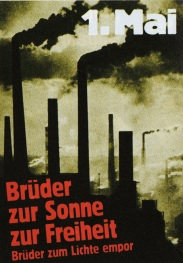 1. Mai
Brüder
zur Sonne
zur Freiheit
Brüder zum Lichte empor